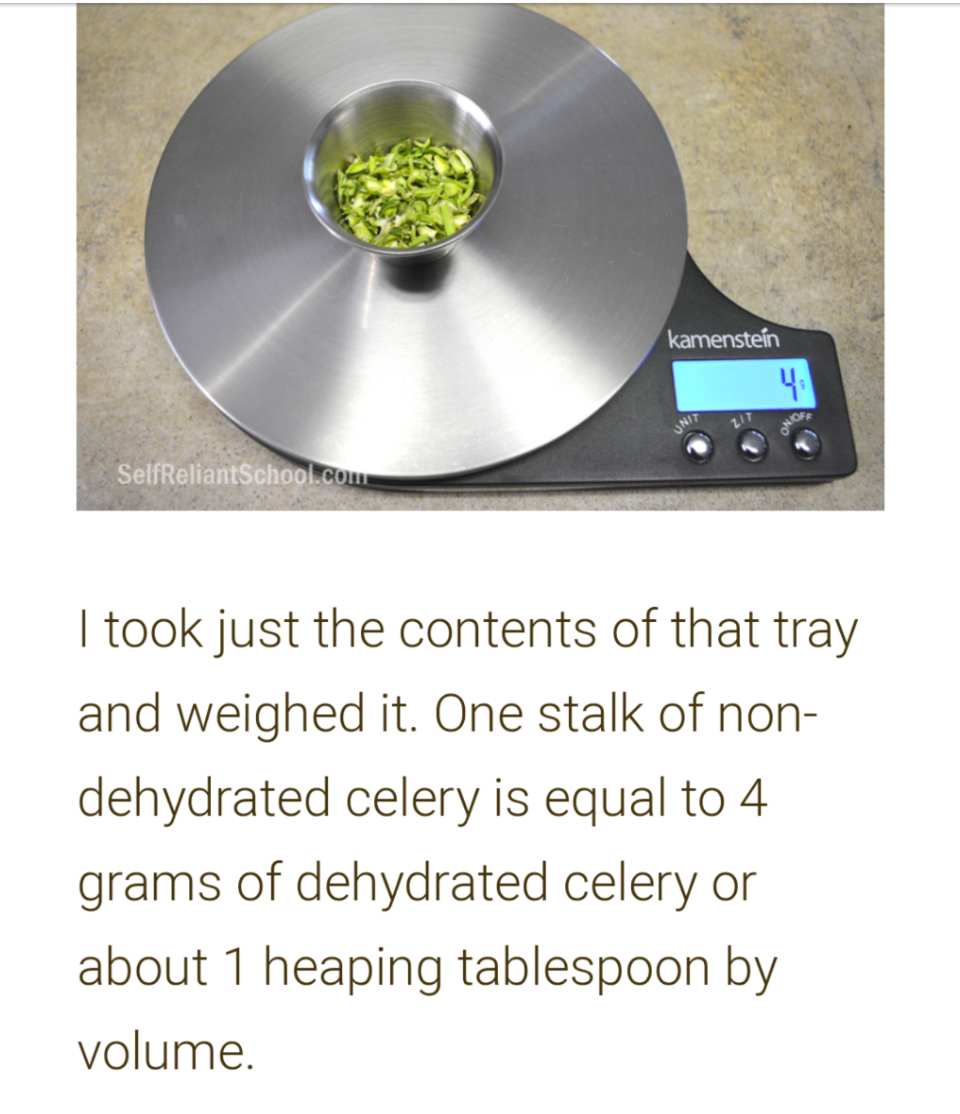 kamenstein
4
UNIT
ZIT
ON/OFF
SelfReliantSchool.com
I took just the contents of that tray
and weighed it. One stalk of non-
dehydrated celery is equal to 4
grams of dehydrated celery or
about 1 heaping tablespoon by
volume.